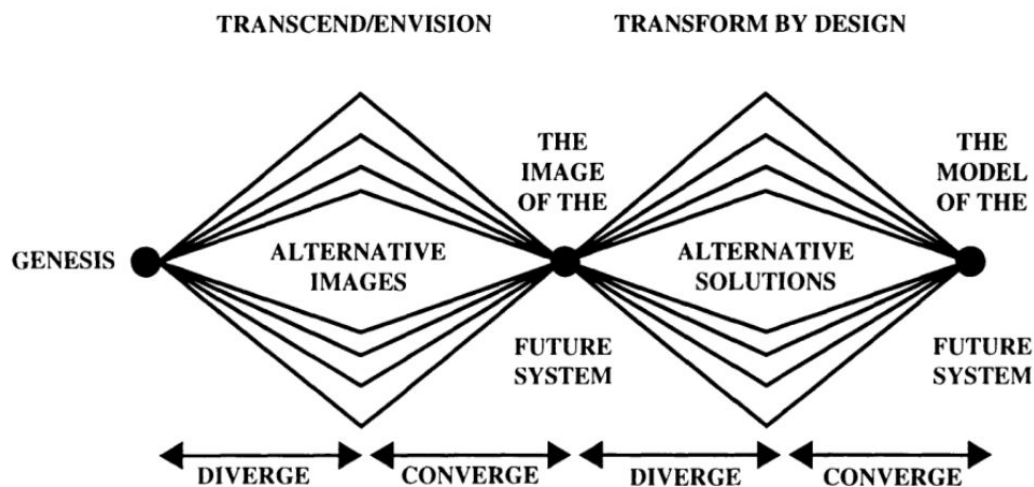 TRANSCEND/ENVISION
TRANSFORM BY DESIGN
THE
IMAGE
OF THE
THE
MODEL
OF THE
GENESIS
ALTERNATIVE
IMAGES
ALTERNATIVE
SOLUTIONS
FUTURE
SYSTEM
FUTURE
SYSTEM
DIVERGE
CONVERGE
DIVERGE
CONVERGE